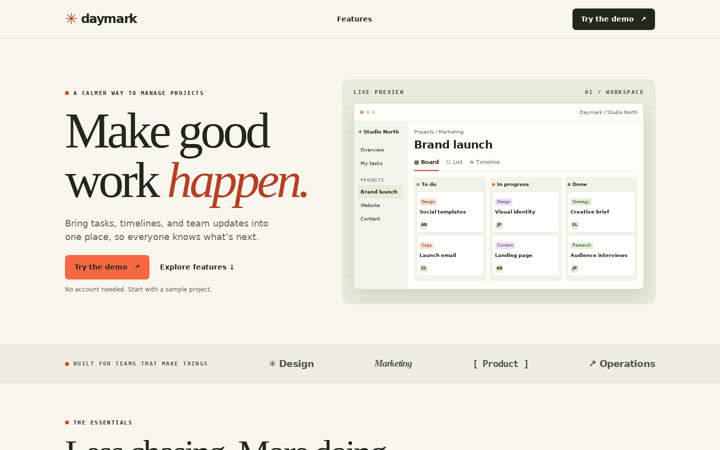 ✳ daymark
Features
Try the demo ↗
A CALMER WAY TO MANAGE PROJECTS
Make good
work happen.
Bring tasks, timelines, and team updates into
one place, so everyone knows what's next.
Try the demo ↗
Explore features ↓
No account needed. Start with a sample project.
LIVE PREVIEW
01 / WORKSPACE
Daymark / Studio North
Studio North
Overview
My tasks
PROJECTS
Brand launch
Website
Content
Projects / Marketing
Brand launch
Board
List
Timeline
To do
Design
Social templates
AR
Copy
Launch email
SL
In progress
Design
Visual identity
JP
Content
Landing page
AR
Done
Strategy
Creative brief
SL
Research
Audience interviews
JP
BUILT FOR TEAMS THAT MAKE THINGS
✳ Design
Marketing
[ Product ]
↗ Operations
THE ESSENTIALS
Less chasing. More doing.